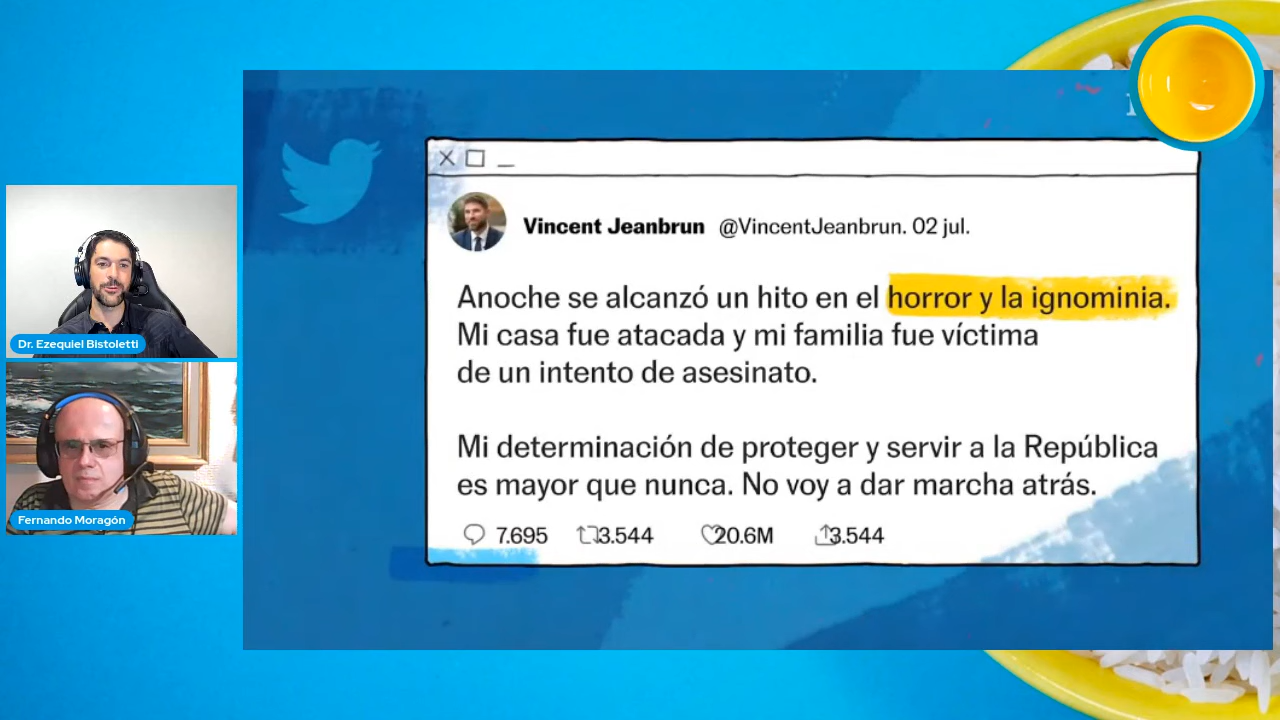 Vincent Jeanbrun @VincentJeanbrun. 02 jul.
Anoche se alcanzó un hito en el horror y la ignominia.
Mi casa fue atacada y mi familia fue víctima
de un intento de asesinato.
Mi determinación de proteger y servir a la República
es mayor que nunca. No voy a dar marcha atrás.
7.695 3.544 20.6M 3.544
Dr. Ezequiel Bistoletti
Fernando Moragón